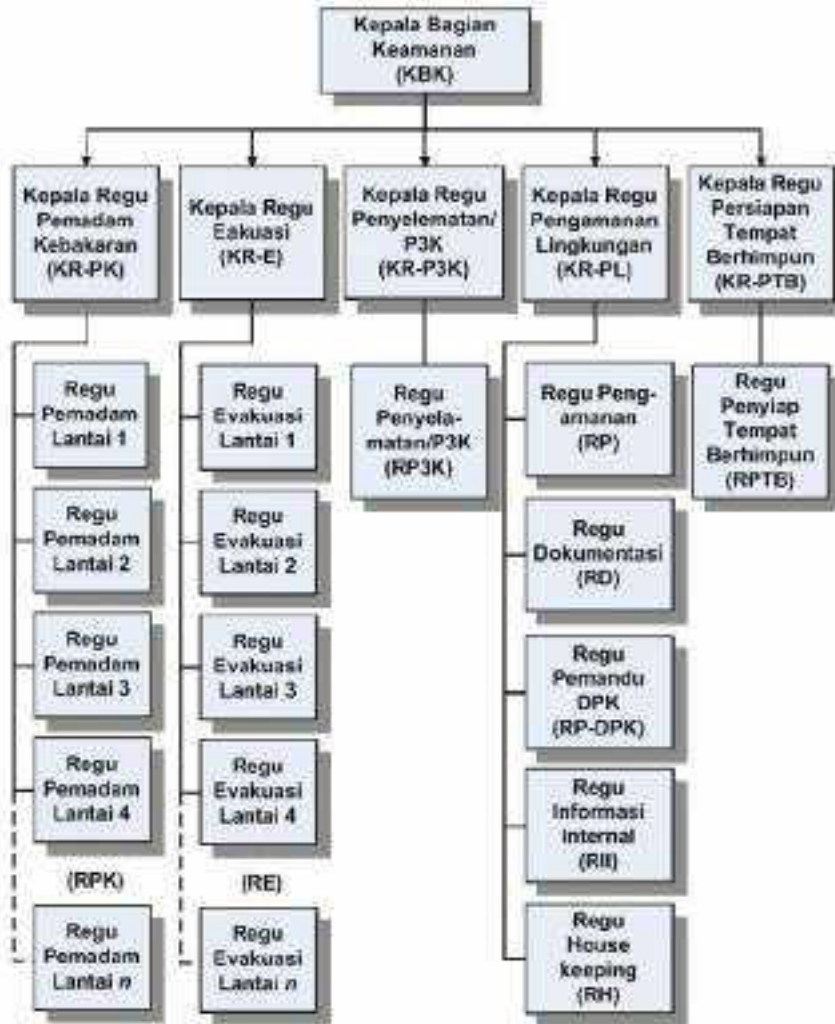 Kepala Bagian
Keamanan
(KBK)
Kepala Regu
Pemadam
Kebakaran
(KR-PK)
Kepala Regu
Eakuasi
(KR-E)
Kepala Regu
Penyelematan/
P3K
(KR-P3K)
Kepala Regu
Pengamanan
Lingkungan
(KR-PL)
Kepala Regu
Persiapan
Tempat
Berhimpun
(KR-PTB)
Regu
Pemadam
Lantai 1
Regu
Pemadam
Lantai 2
Regu
Pemadam
Lantai 3
Regu
Pemadam
Lantai 4
(RPK)
Regu
Pemadam
Lantai n
Regu
Evakuasi
Lantai 1
Regu
Evakuasi
Lantai 2
Regu
Evakuasi
Lantai 3
Regu
Evakuasi
Lantai 4
(RE)
Regu
Evakuasi
Lantai n
Regu
Penyela-
matan/P3K
(RP3K)
Regu Peng-
amanan
(RP)
Regu
Dokumentasi
(RD)
Regu
Pemandu
DPK
(RP-DPK)
Regu
Informasi
Internal
(RII)
Regu
House
keeping
(RH)
Regu
Penyiap
Tempat
Berhimpun
(RPTB)